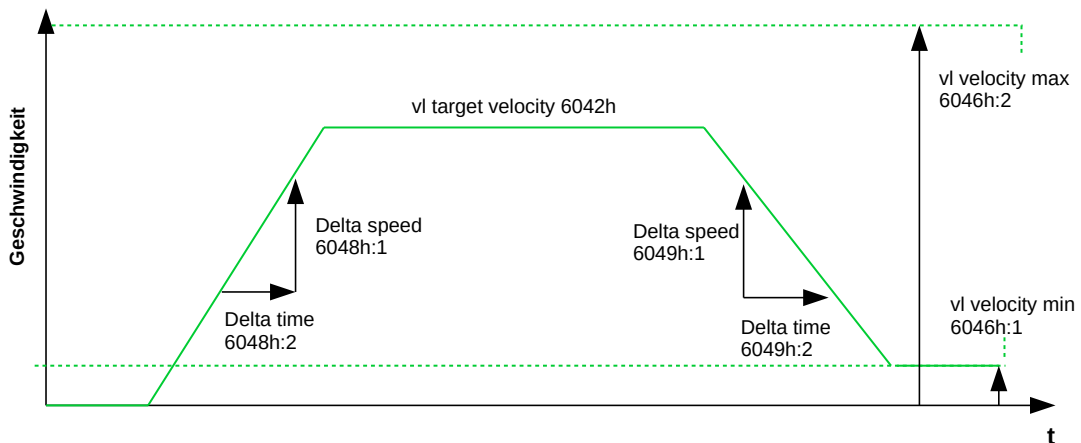 Geschwindigkeit
vl target velocity 6042h
vl velocity max
6046h:2
Delta speed
6048h:1
Delta time
6048h:2
Delta speed
6049h:1
Delta time
6049h:2
vl velocity min
6046h:1
t